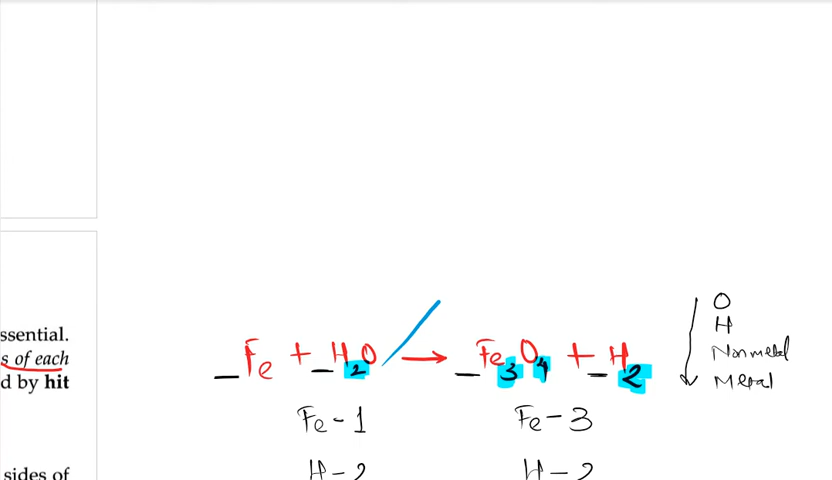 ssential.
s of each
d by hit
sides of
_Fe + _H2O → _Fe3O4 + _H2
Fe - 1
Fe - 3
H - 2
H - 2
O
H
Nonmetal
Metal